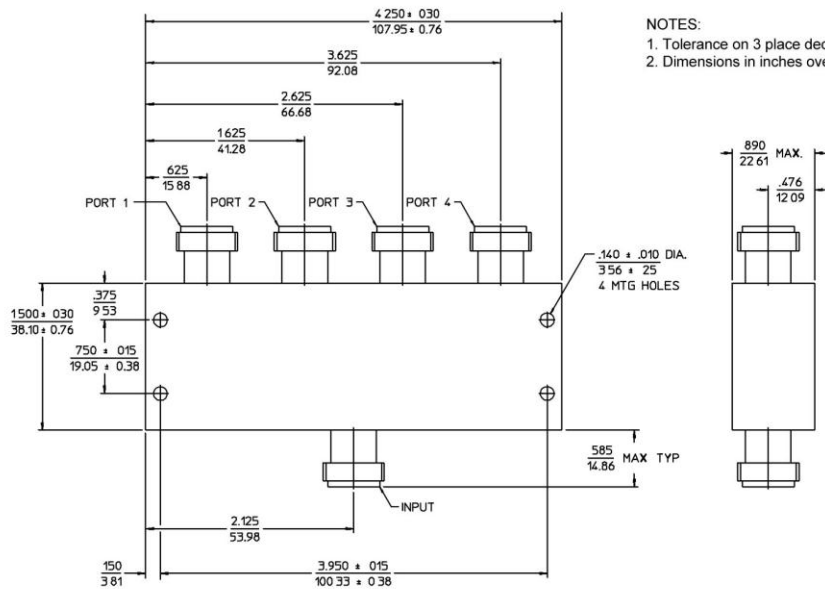 4 250 ± 030
107.95 ± 0.76
NOTES:
1. Tolerance on 3 place dec
2. Dimensions in inches ove
3.625
92.08
2.625
66.68
1 625
41.28
625
15 88
890 MAX.
22 61
.476
12 09
PORT 1
PORT 2
PORT 3
PORT 4
.140 ± .010 DIA.
3 56 ± 25
4 MTG HOLES
.375
9 53
1 500 ± 030
38.10 ± 0.76
750 ± 015
19.05 ± 0.38
585 MAX TYP
14.86
INPUT
2.125
53.98
150
3 81
3.950 ± 015
100 33 ± 0 38